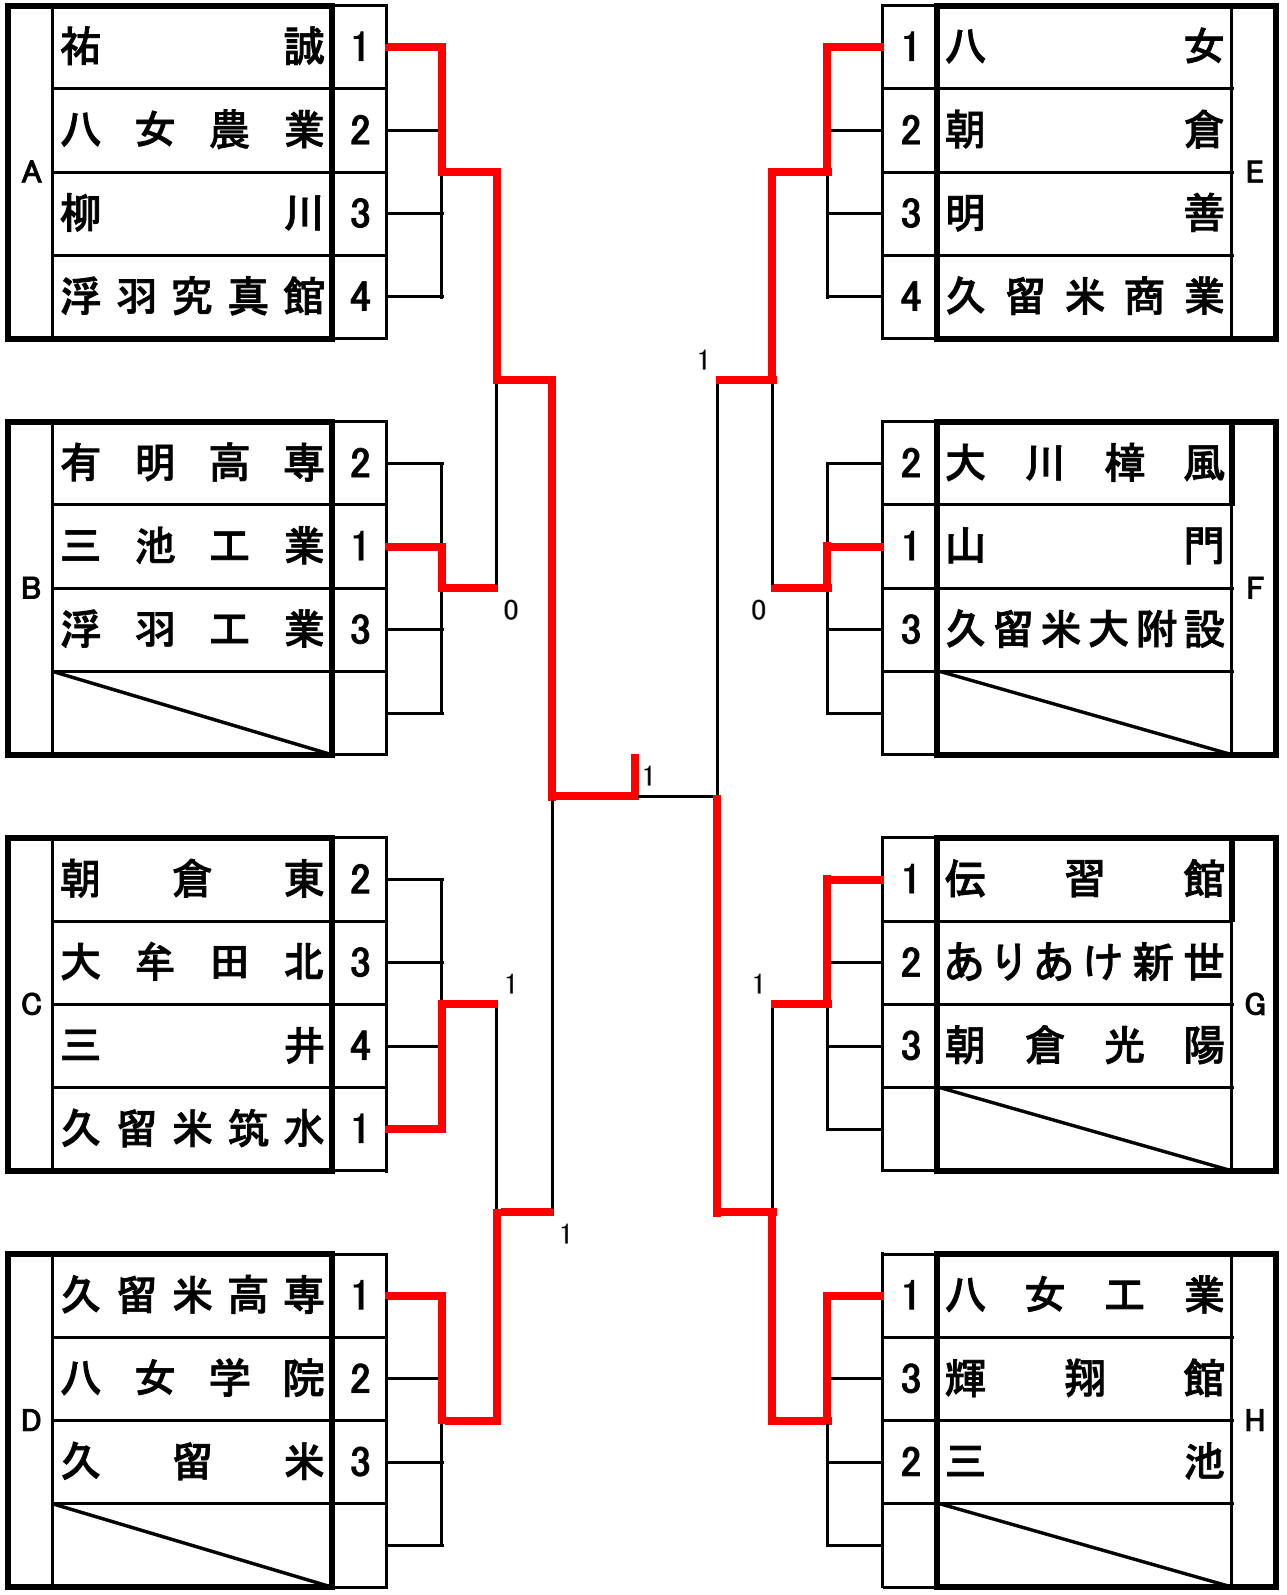 A
祐誠 1
八女農業 2
柳川 3
浮羽究真館 4
B
有明高専 2
三池工業 1
浮羽工業 3
C
朝倉東 2
大牟田北 3
三井 4
久留米筑水 1
D
久留米高専 1
八女学院 2
久留米 3
0
1
1
1
1
0
1
E
1 八女
2 朝倉
3 明善
4 久留米商業
F
2 大川樟風
1 山門
3 久留米大附設
G
1 伝習館
2 ありあけ新世
3 朝倉光陽
H
1 八女工業
3 輝翔館
2 三池